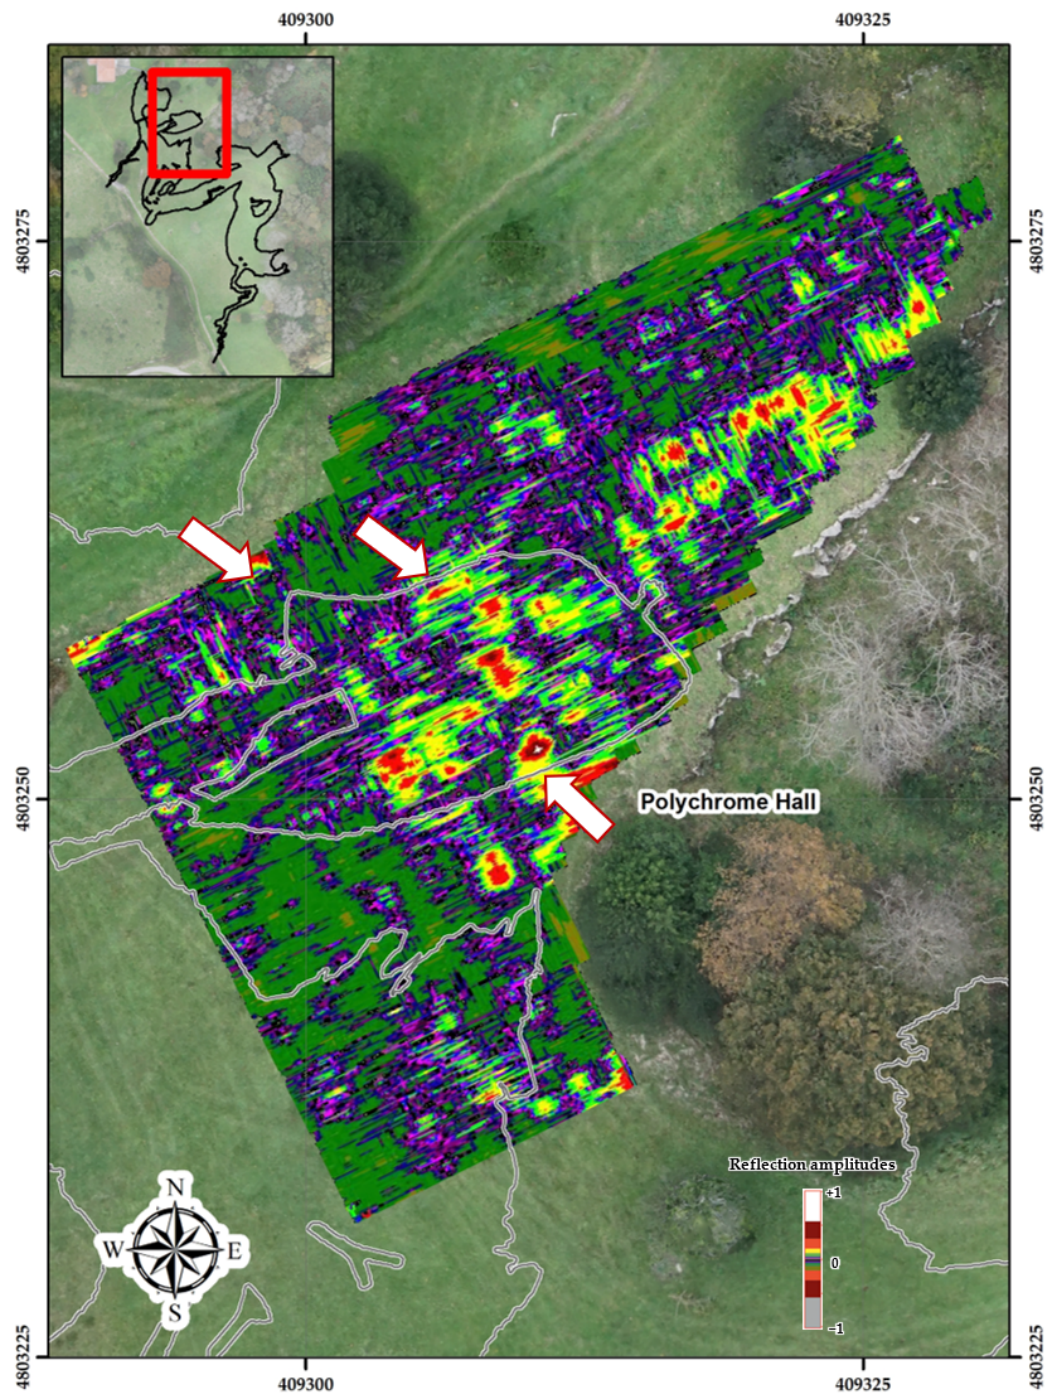 409300 409325
4803275 4803275
4803250 4803250
Polychrome Hall
Reflection amplitudes
+1
0
−1
N
W E
S
4803225 4803225
409300 409325